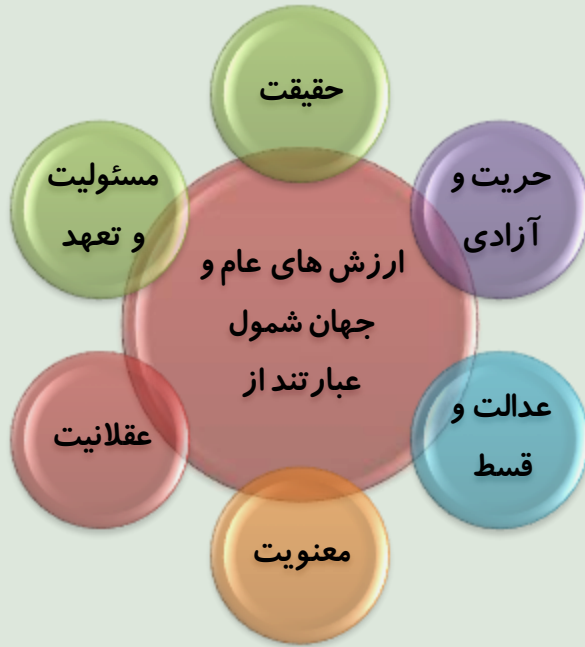 حقیقت
حریت و
آزادی
عدالت و
قسط
معنویت
عقلانیت
مسئولیت
و تعهد
ارزش های عام و
جهان شمول
عبارتند از